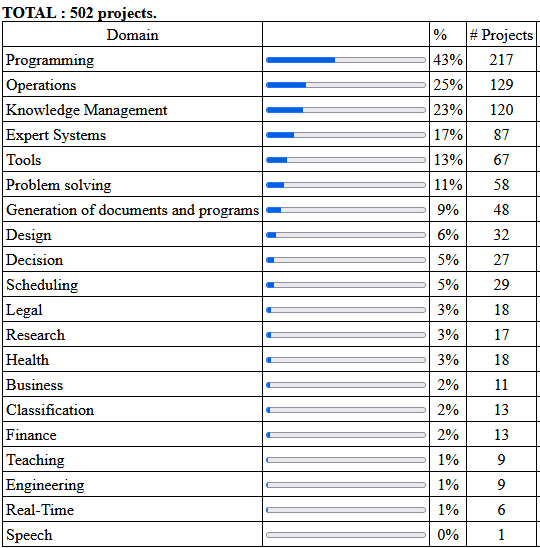 TOTAL : 502 projects.
Domain % # Projects
Programming 43% 217
Operations 25% 129
Knowledge Management 23% 120
Expert Systems 17% 87
Tools 13% 67
Problem solving 11% 58
Generation of documents and programs 9% 48
Design 6% 32
Decision 5% 27
Scheduling 5% 29
Legal 3% 18
Research 3% 17
Health 3% 18
Business 2% 11
Classification 2% 13
Finance 2% 13
Teaching 1% 9
Engineering 1% 9
Real-Time 1% 6
Speech 0% 1